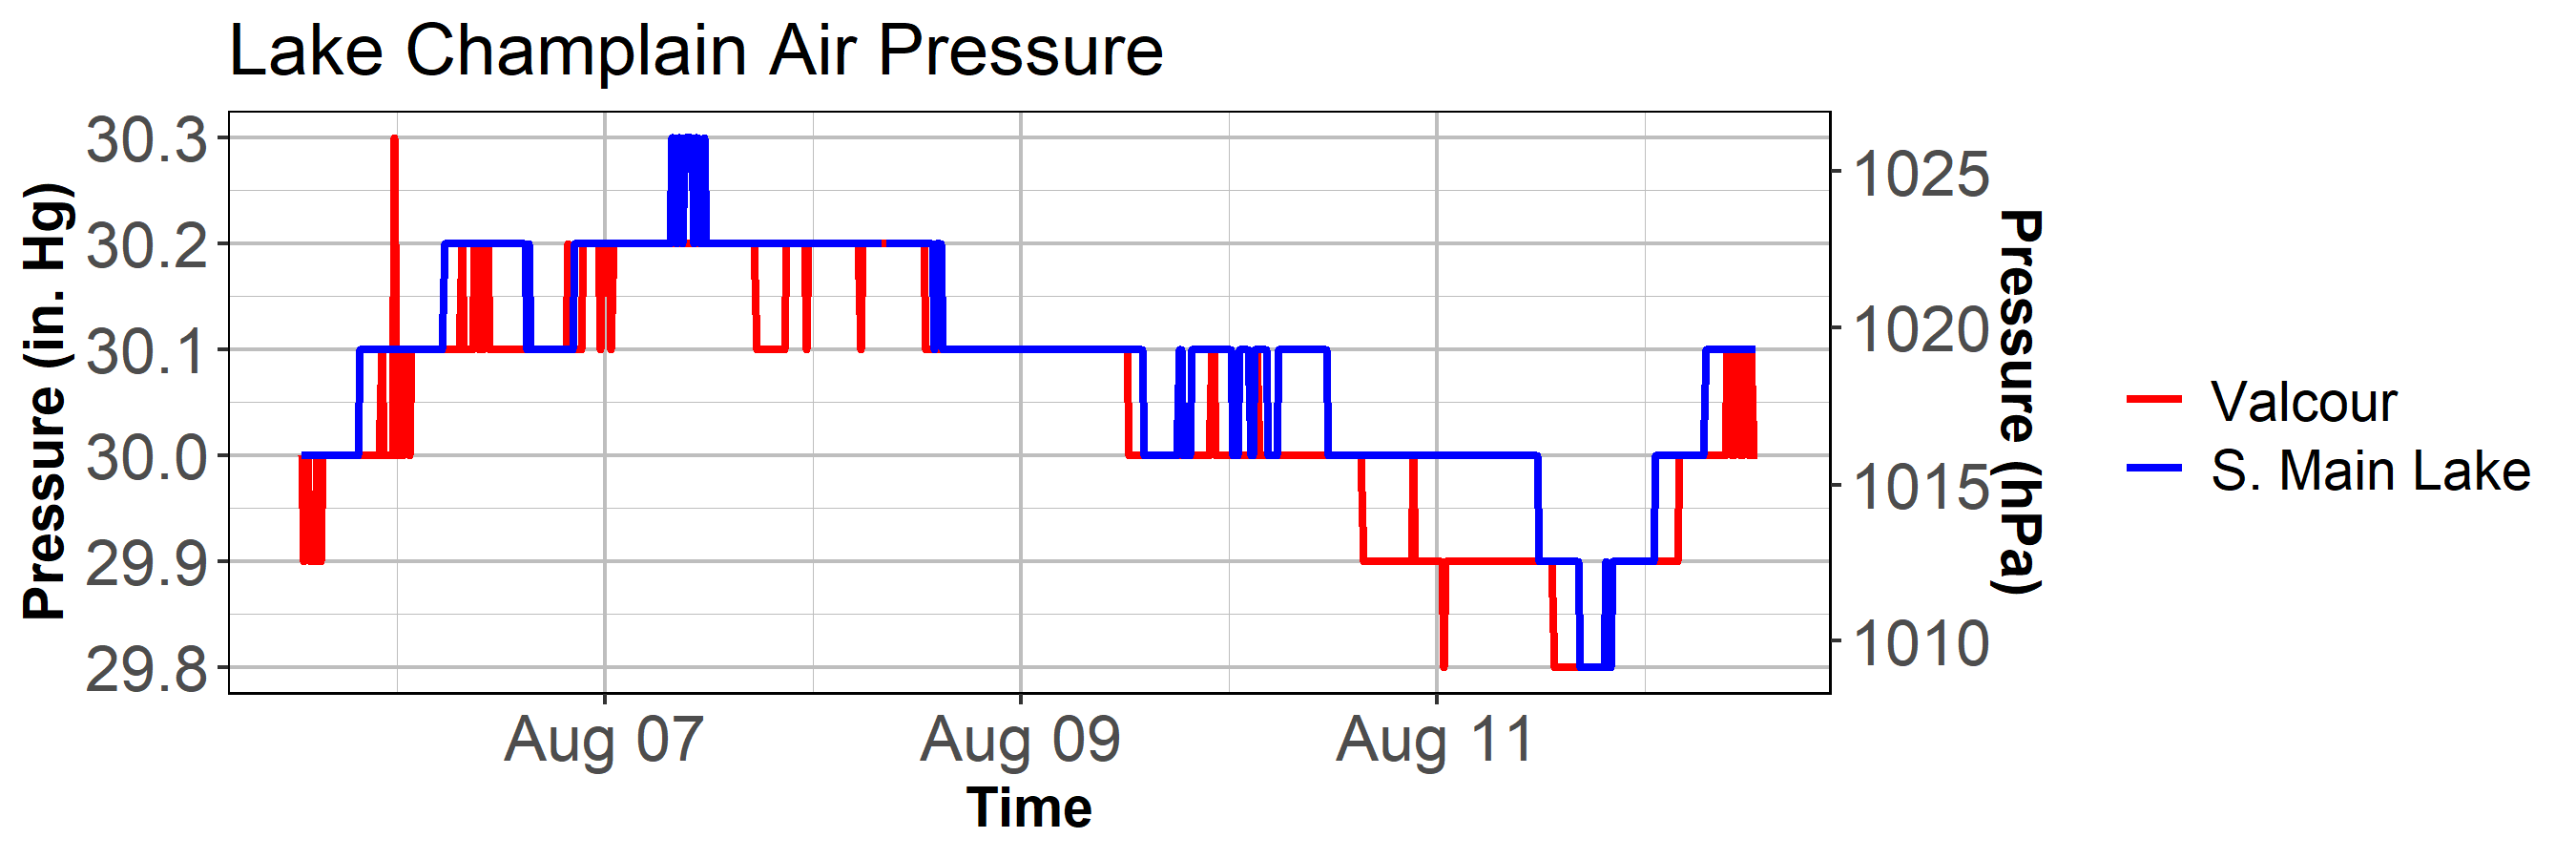 Lake Champlain Air Pressure
30.3
30.2
30.1
30.0
29.9
29.8
Pressure (in. Hg)
1025
1020
1015
1010
Pressure (hPa)
Aug 07
Aug 09
Aug 11
Time
Valcour
S. Main Lake